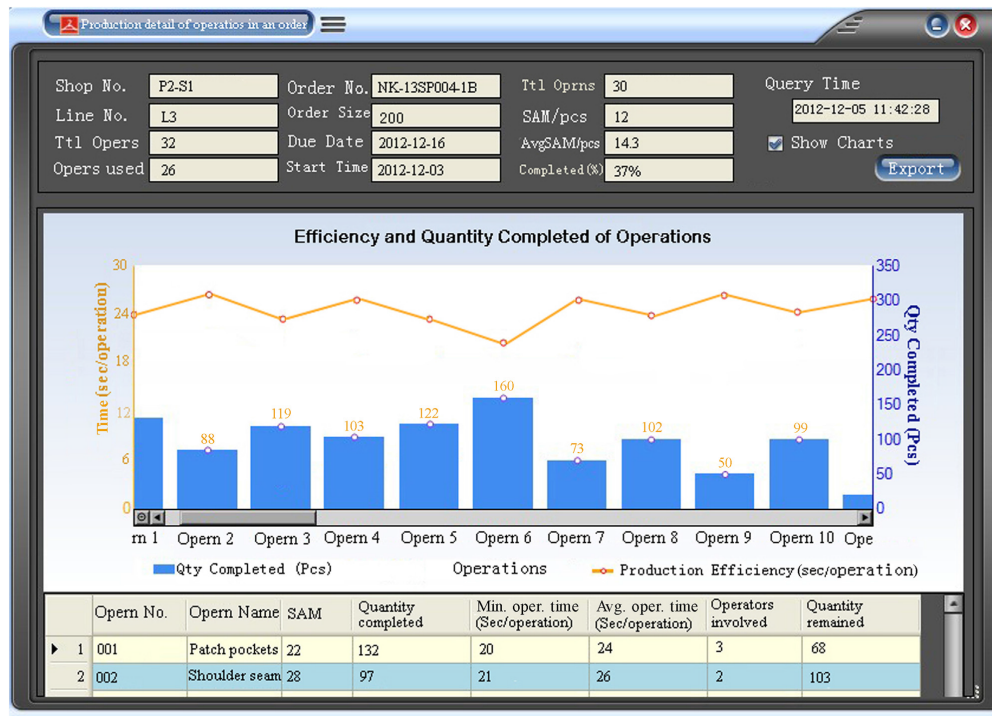 Production detail of operatios in an order
Shop No. P2-S1 Order No. NK-13SP004-1B Ttl Oprns 30 Query Time
Line No. L3 Order Size 200 SAM/pcs 12 2012-12-05 11:42:28
Ttl Opers 32 Due Date 2012-12-16 AvgSAM/pcs 14.3 Show Charts
Opers used 26 Start Time 2012-12-03 Completed(%) 37% Export
Efficiency and Quantity Completed of Operations
Time (sec/operation)
30
24
18
12
6
0
88 119 103 122 160 73 102 50 99
350
300
250
200
150
100
50
0
Qty Completed (Pcs)
rn 1 Opern 2 Opern 3 Opern 4 Opern 5 Opern 6 Opern 7 Opern 8 Opern 9 Opern 10 Ope
Qty Completed (Pcs) Operations Production Efficiency(sec/operation)
Opern No. Opern Name SAM Quantity completed Min. oper. time (Sec/operation) Avg. oper. time (Sec/operation) Operators involved Quantity remained
1 001 Patch pockets 22 132 20 24 3 68
2 002 Shoulder seam 28 97 21 26 2 103